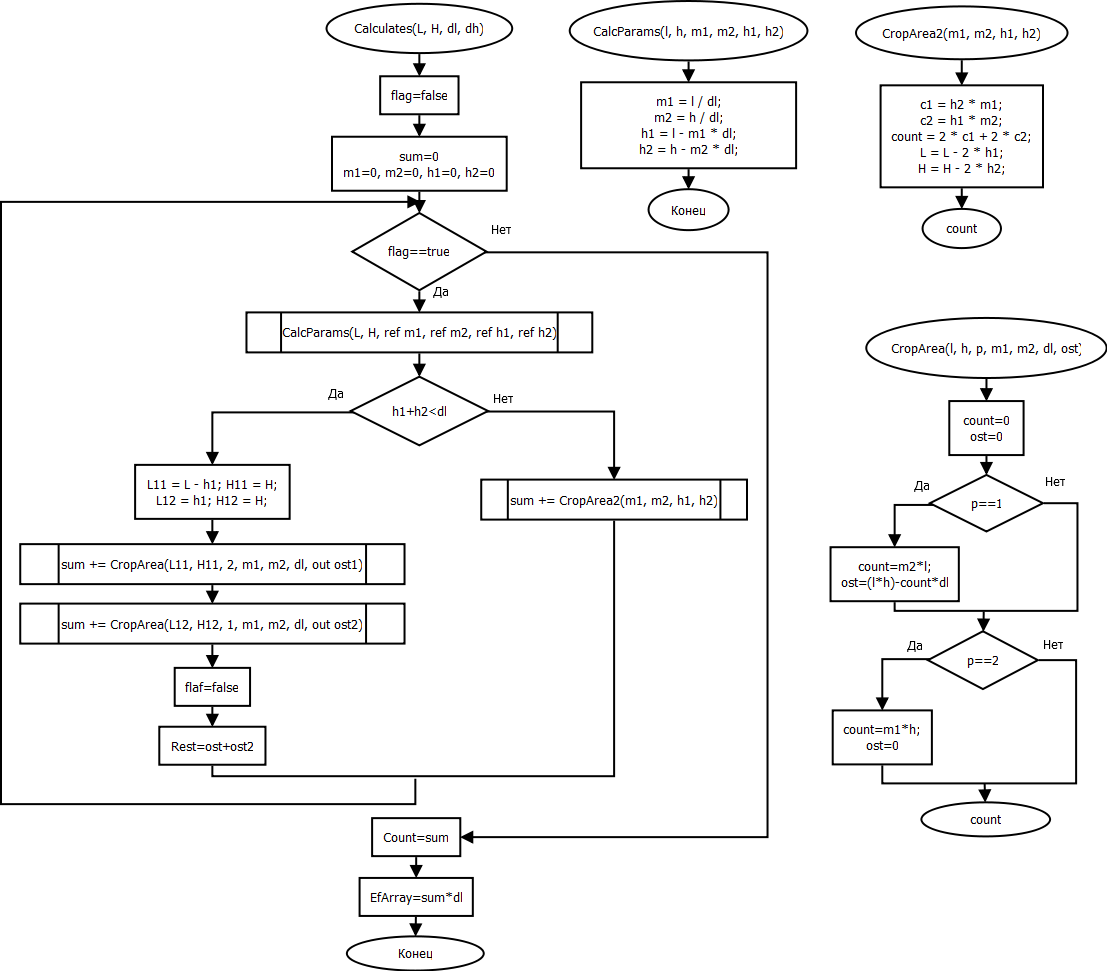 Calculates(L, H, dl, dh)
flag=false
sum=0
m1=0, m2=0, h1=0, h2=0
flag==true
Нет
Да
CalcParams(L, H, ref m1, ref m2, ref h1, ref h2)
h1+h2<dl
Да
Нет
L11 = L - h1; H11 = H;
L12 = h1; H12 = H;
sum += CropArea(L11, H11, 2, m1, m2, dl, out ost1)
sum += CropArea(L12, H12, 1, m1, m2, dl, out ost2)
flaf=false
Rest=ost+ost2
sum += CropArea2(m1, m2, h1, h2)
Count=sum
EfArray=sum*dl
Конец
CalcParams(l, h, m1, m2, h1, h2)
m1 = l / dl;
m2 = h / dl;
h1 = l - m1 * dl;
h2 = h - m2 * dl;
Конец
CropArea2(m1, m2, h1, h2)
c1 = h2 * m1;
c2 = h1 * m2;
count = 2 * c1 + 2 * c2;
L = L - 2 * h1;
H = H - 2 * h2;
count
CropArea(l, h, p, m1, m2, dl, ost)
count=0
ost=0
p==1
Да
Нет
count=m2*l;
ost=(l*h)-count*dl
p==2
Да
Нет
count=m1*h;
ost=0
count